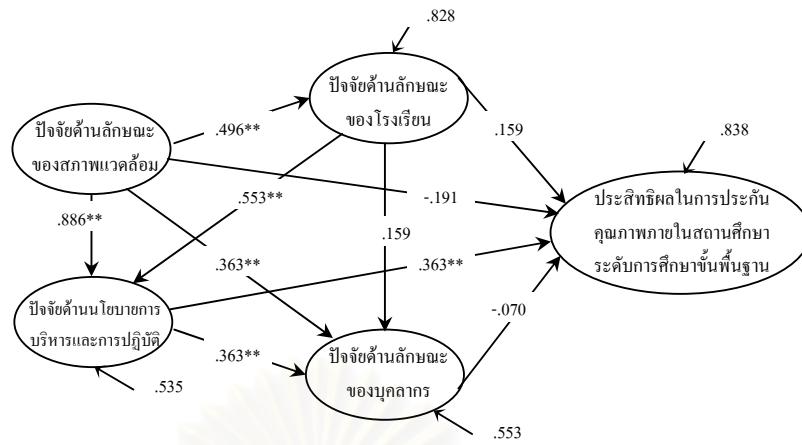 .828
ปัจจัยด้านลักษณะ
ของโรงเรียน
ปัจจัยด้านลักษณะ
ของสภาพแวดล้อม
.496**
.159
.838
.553**
-.191
ประสิทธิผลในการประกัน
คุณภาพภายในสถานศึกษา
ระดับการศึกษาขั้นพื้นฐาน
.886**
.159
.363**
.363**
ปัจจัยด้านนโยบายการ
บริหารและการปฏิบัติ
-.070
.363**
ปัจจัยด้านลักษณะ
ของบุคลากร
.535
.553